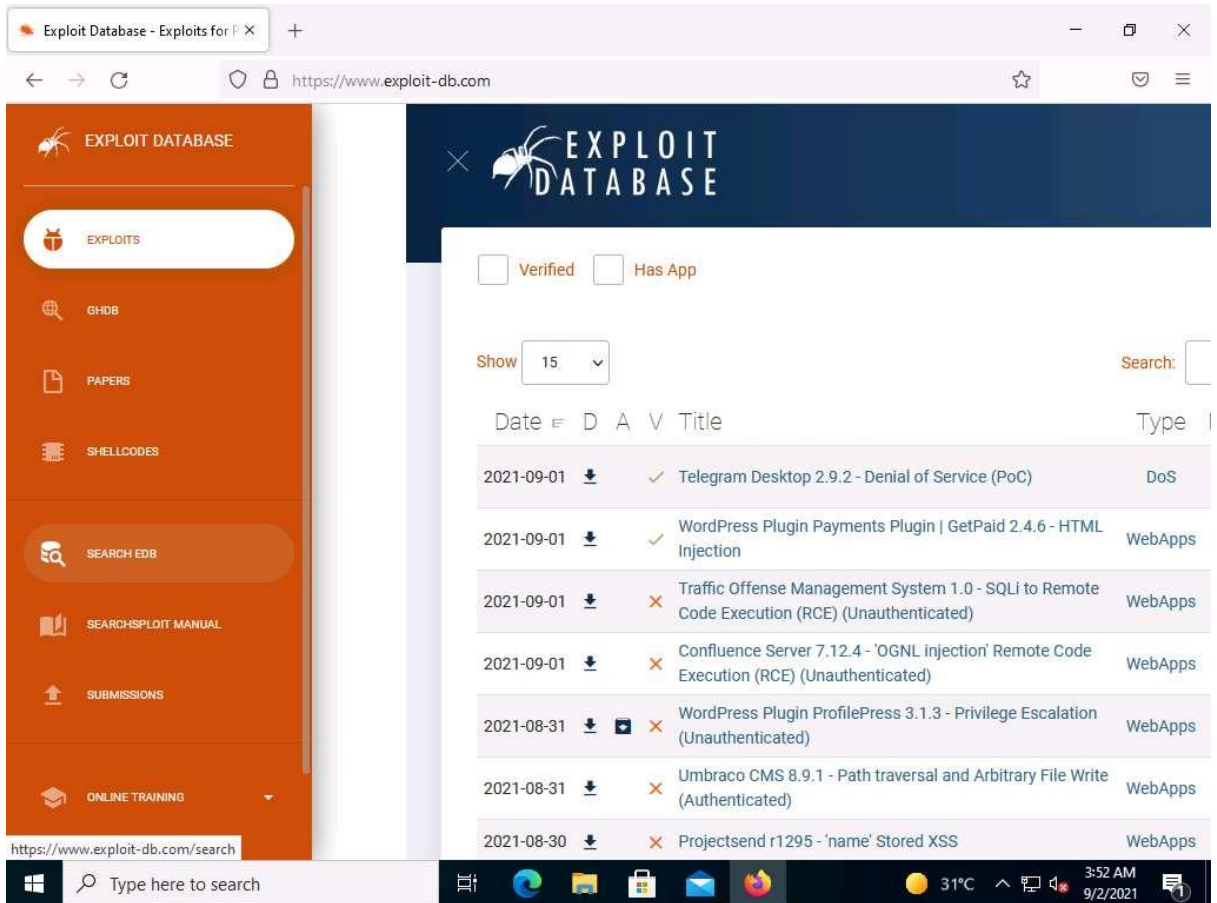 Exploit Database - Exploits for P
https://www.exploit-db.com
EXPLOIT DATABASE
EXPLOITS
GHDB
PAPERS
SHELLCODES
SEARCH EDB
SEARCHSPLOIT MANUAL
SUBMISSIONS
ONLINE TRAINING
https://www.exploit-db.com/search
EXPLOIT
DATABASE
Verified Has App
Show 15 Search:
Date D A V Title Type
2021-09-01 Telegram Desktop 2.9.2 - Denial of Service (PoC) DoS
2021-09-01 WordPress Plugin Payments Plugin | GetPaid 2.4.6 - HTML
Injection WebApps
2021-09-01 Traffic Offense Management System 1.0 - SQLi to Remote
Code Execution (RCE) (Unauthenticated) WebApps
2021-09-01 Confluence Server 7.12.4 - 'OGNL injection' Remote Code
Execution (RCE) (Unauthenticated) WebApps
2021-08-31 WordPress Plugin ProfilePress 3.1.3 - Privilege Escalation
(Unauthenticated) WebApps
2021-08-31 Umbraco CMS 8.9.1 - Path traversal and Arbitrary File Write
(Authenticated) WebApps
2021-08-30 Projectsend r1295 - 'name' Stored XSS WebApps
Type here to search
31°C
3:52 AM
9/2/2021
1